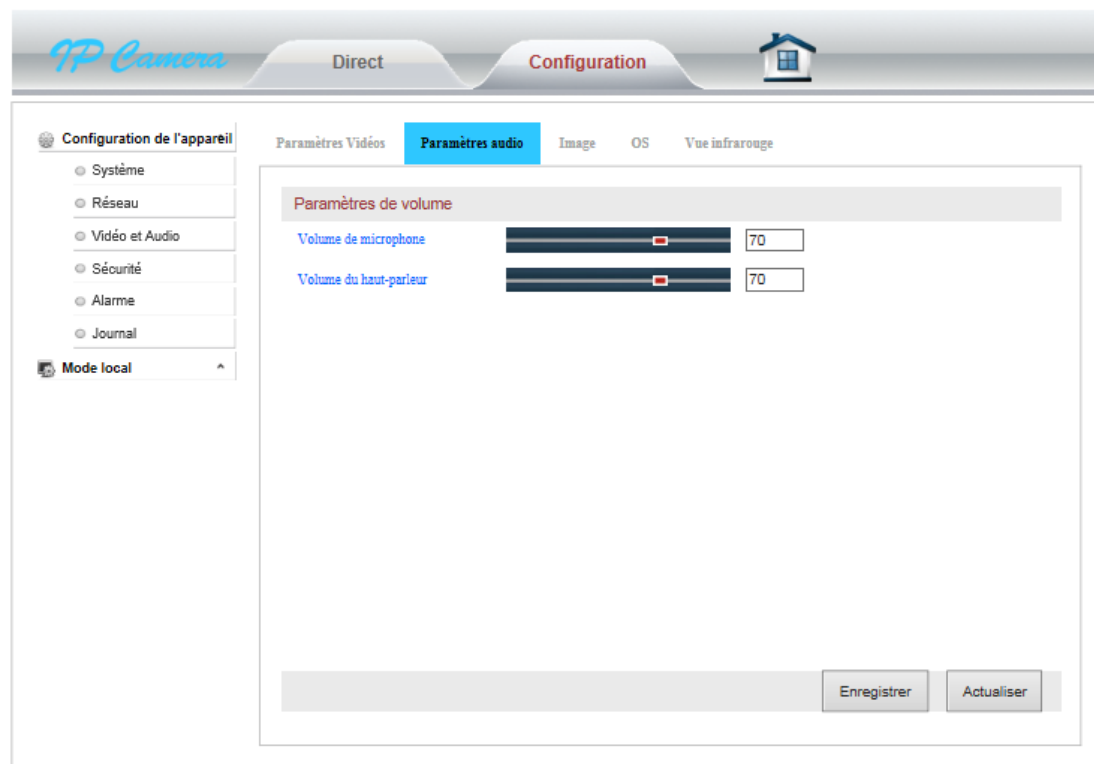 IP Camera
Direct
Configuration
Configuration de l'appareil
Système
Réseau
Vidéo et Audio
Sécurité
Alarme
Journal
Mode local
Paramètres Vidéos
Paramètres audio
Image
OS
Vue infrarouge
Paramètres de volume
Volume de microphone
70
Volume du haut-parleur
70
Enregistrer
Actualiser